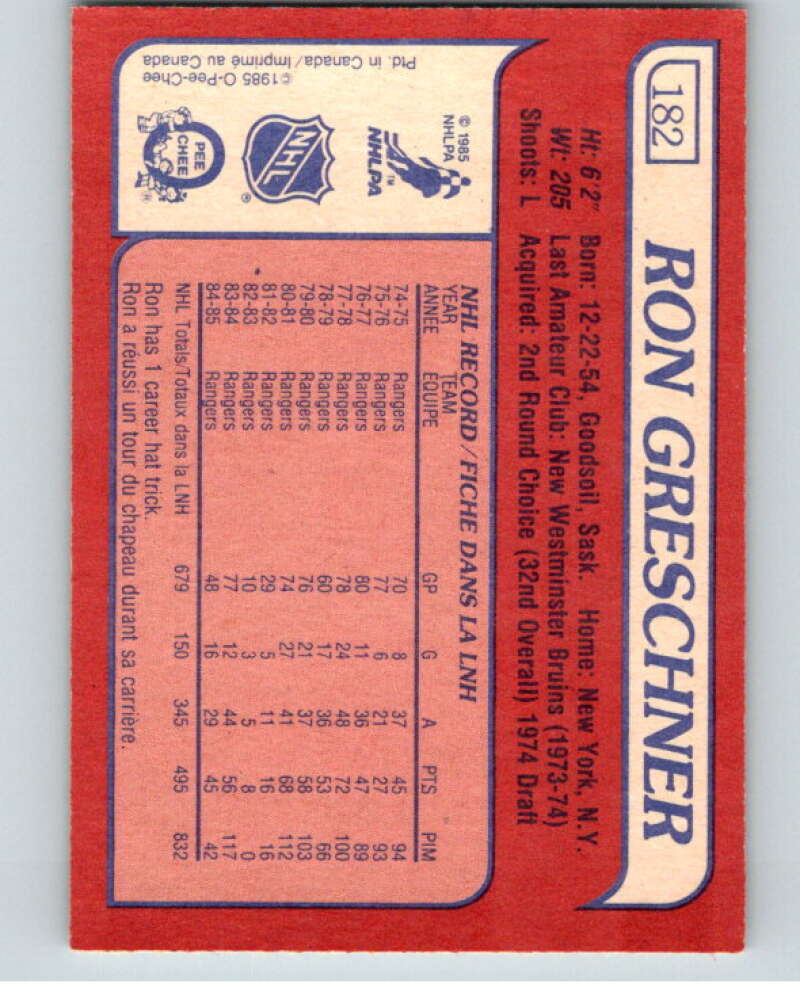 182
RON GRESCHNER
Ht: 6'2" Born: 12-22-54, Goodsoil, Sask. Home: New York, N.Y.
Wt: 205 Last Amateur Club: New Westminster Bruins (1973-74)
Shoots: L Acquired: 2nd Round Choice (32nd Overall) 1974 Draft
© 1985
NHLPA
NHLPA
TM
NHL
®
PEE
CHEE
®
©1985 O-Pee-Chee
Ptd. in Canada/Imprimé au Canada
NHL RECORD/FICHE DANS LA LNH
YEAR TEAM
ANNÉE ÉQUIPE GP G A PTS PIM
74-75 Rangers 70 8 37 45 94
75-76 Rangers 77 6 21 27 93
76-77 Rangers 80 11 36 47 89
77-78 Rangers 78 24 48 72 100
78-79 Rangers 60 17 36 53 66
79-80 Rangers 76 21 37 58 103
80-81 Rangers 74 27 41 68 112
81-82 Rangers 29 5 11 16 16
82-83 Rangers 10 3 5 8 0
83-84 Rangers 77 12 44 56 117
84-85 Rangers 48 16 29 45 42
NHL Totals/Totaux dans la LNH 679 150 345 495 832
Ron has 1 career hat trick.
Ron a réussi un tour du chapeau durant sa carrière.